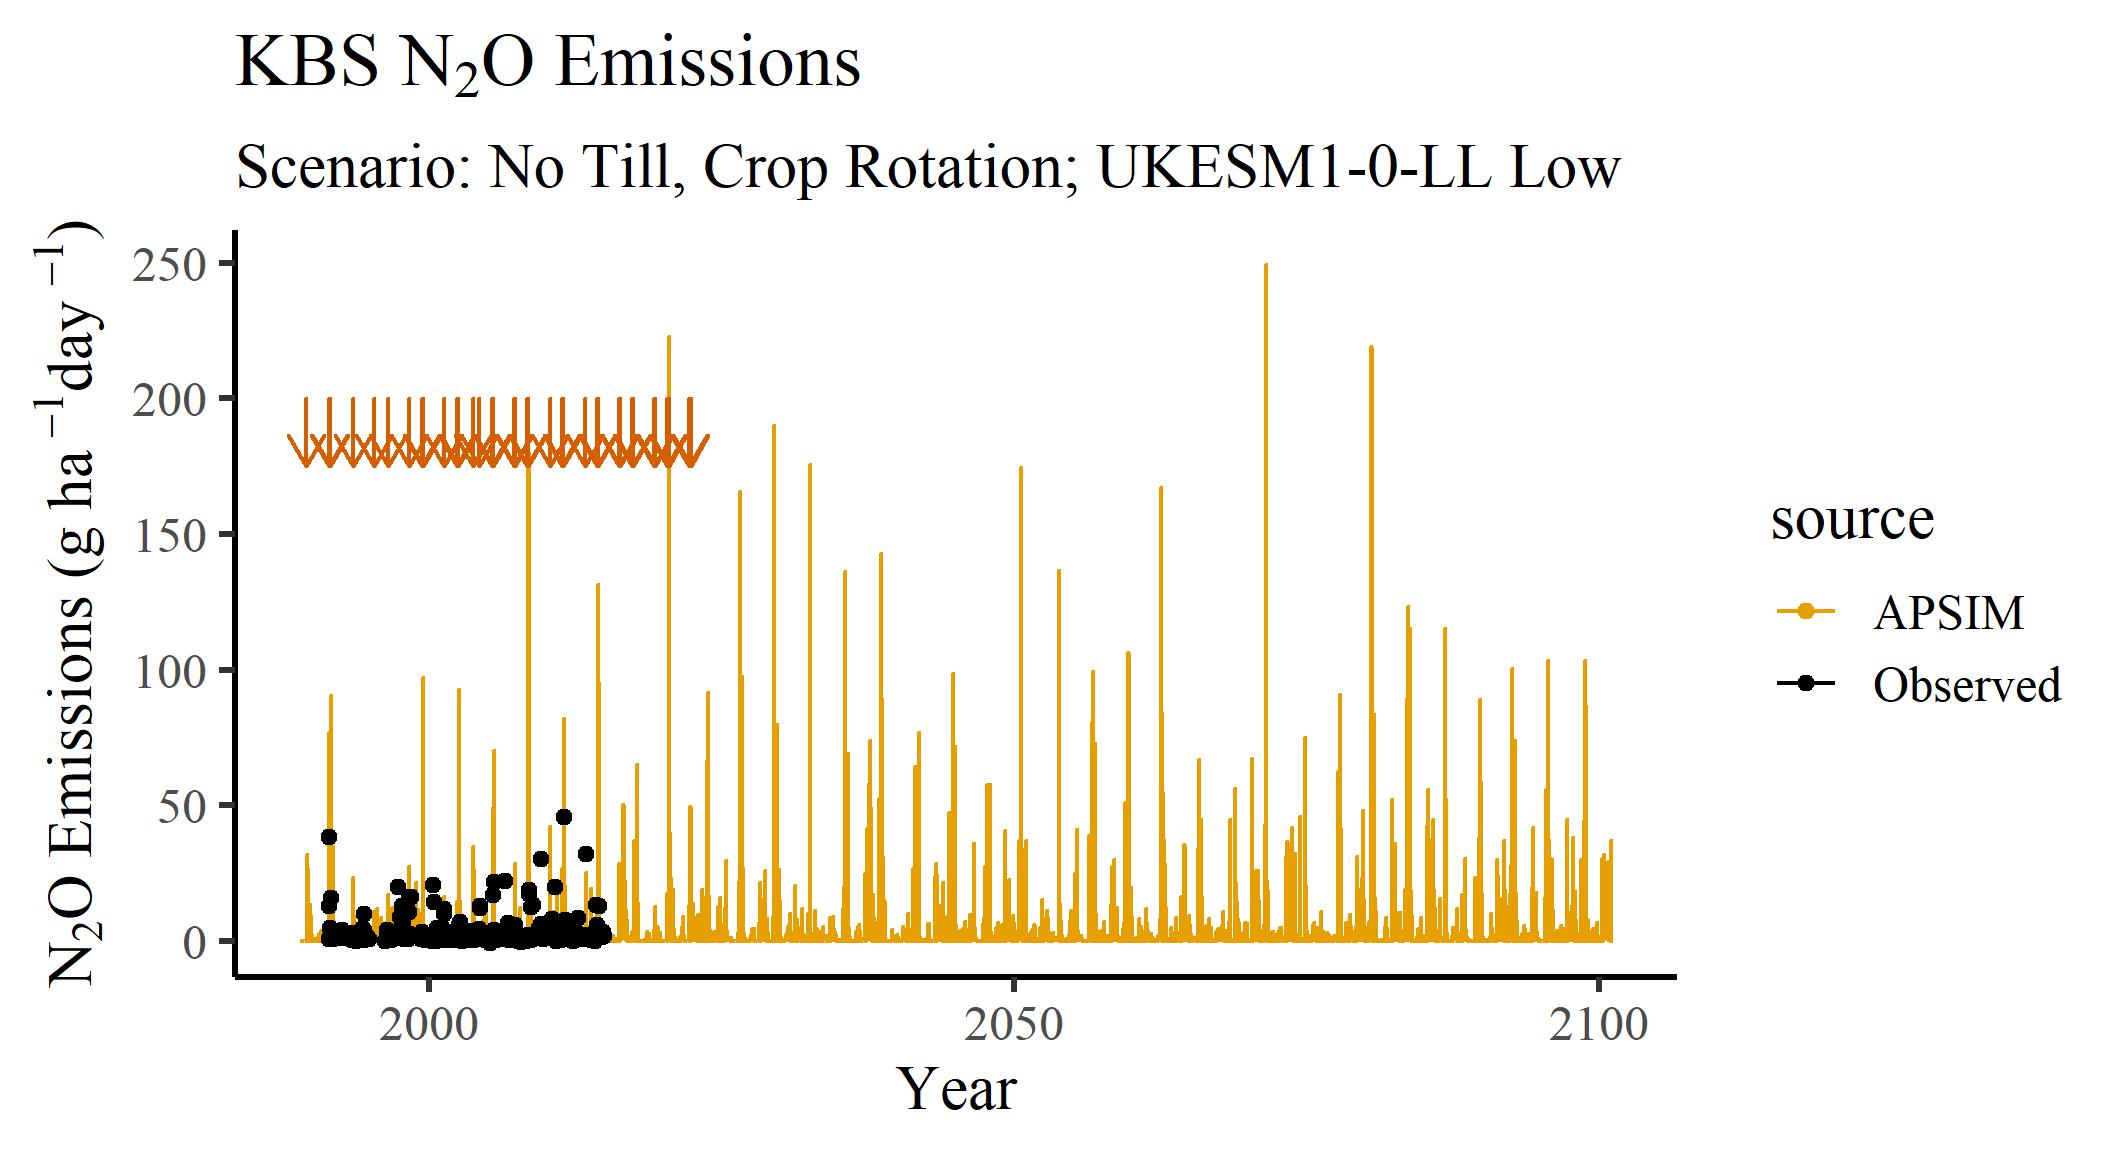 KBS N₂O Emissions
Scenario: No Till, Crop Rotation; UKESM1-0-LL Low
N₂O Emissions (g ha ⁻¹day ⁻¹)
250
200
150
100
50
0
2000 2050 2100
Year
source
APSIM
Observed